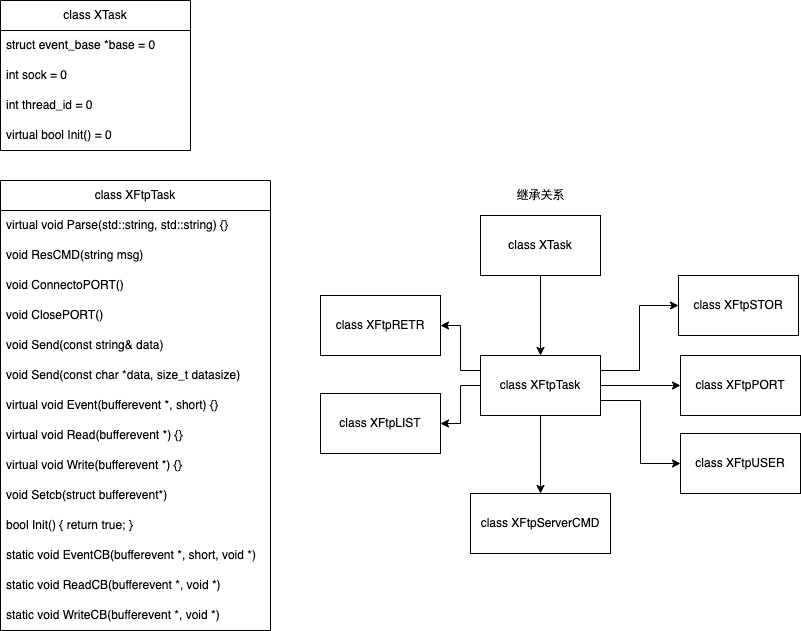 class XTask
struct event_base *base = 0
int sock = 0
int thread_id = 0
virtual bool Init() = 0
class XFtpTask
virtual void Parse(std::string, std::string) {}
void ResCMD(string msg)
void ConnectoPORT()
void ClosePORT()
void Send(const string& data)
void Send(const char *data, size_t datasize)
virtual void Event(bufferevent *, short) {}
virtual void Read(bufferevent *) {}
virtual void Write(bufferevent *) {}
void Setcb(struct bufferevent*)
bool Init() { return true; }
static void EventCB(bufferevent *, short, void *)
static void ReadCB(bufferevent *, void *)
static void WriteCB(bufferevent *, void *)
继承关系
class XTask
class XFtpRETR
class XFtpSTOR
class XFtpTask
class XFtpPORT
class XFtpLIST
class XFtpUSER
class XFtpServerCMD